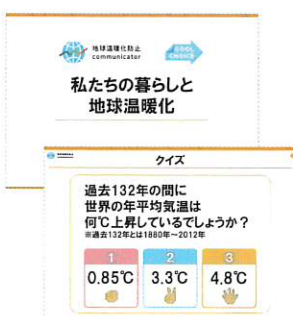 地球温暖化防止
communicator
COOL
CHOICE
私たちの暮らしと
地球温暖化
クイズ
過去132年の間に
世界の年平均気温は
何℃上昇しているでしょうか？
※過去132年とは1880年～2012年
1
2
3
0.85℃
3.3℃
4.8℃